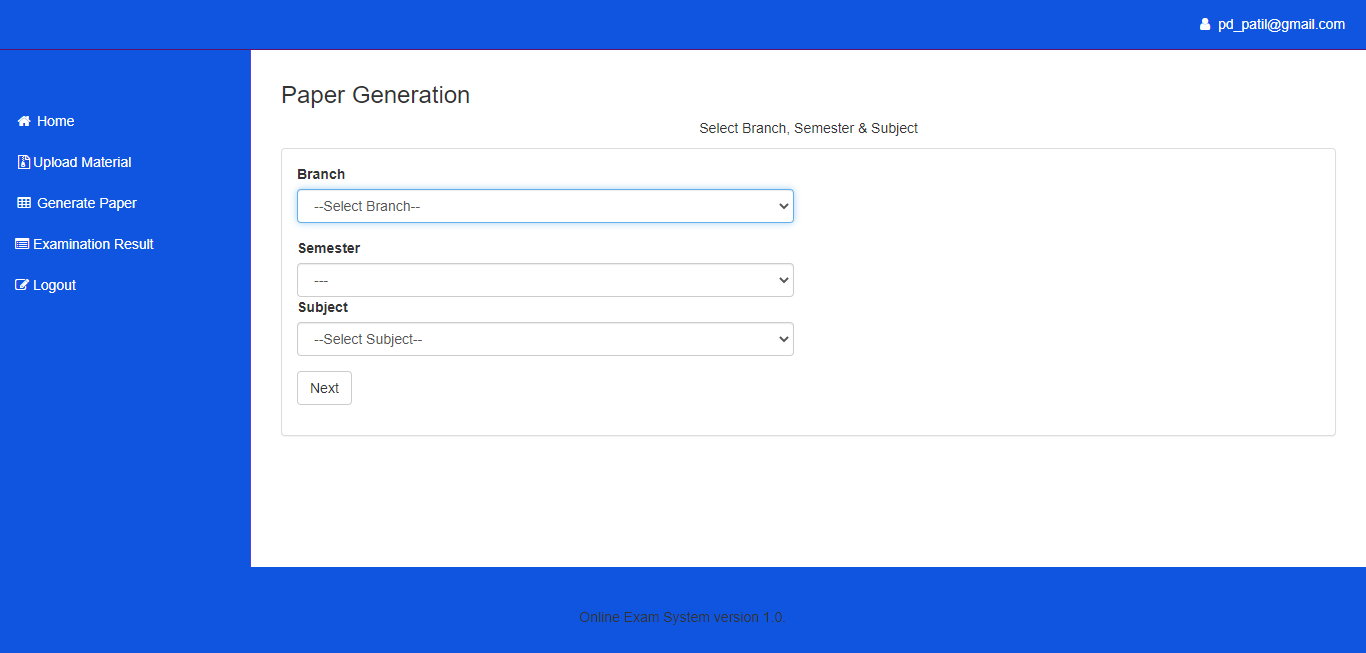 pd_patil@gmail.com
Home
Upload Material
Generate Paper
Examination Result
Logout
Paper Generation
Select Branch, Semester & Subject
Branch
--Select Branch--
Semester
---
Subject
--Select Subject--
Next
Online Exam System version 1.0.